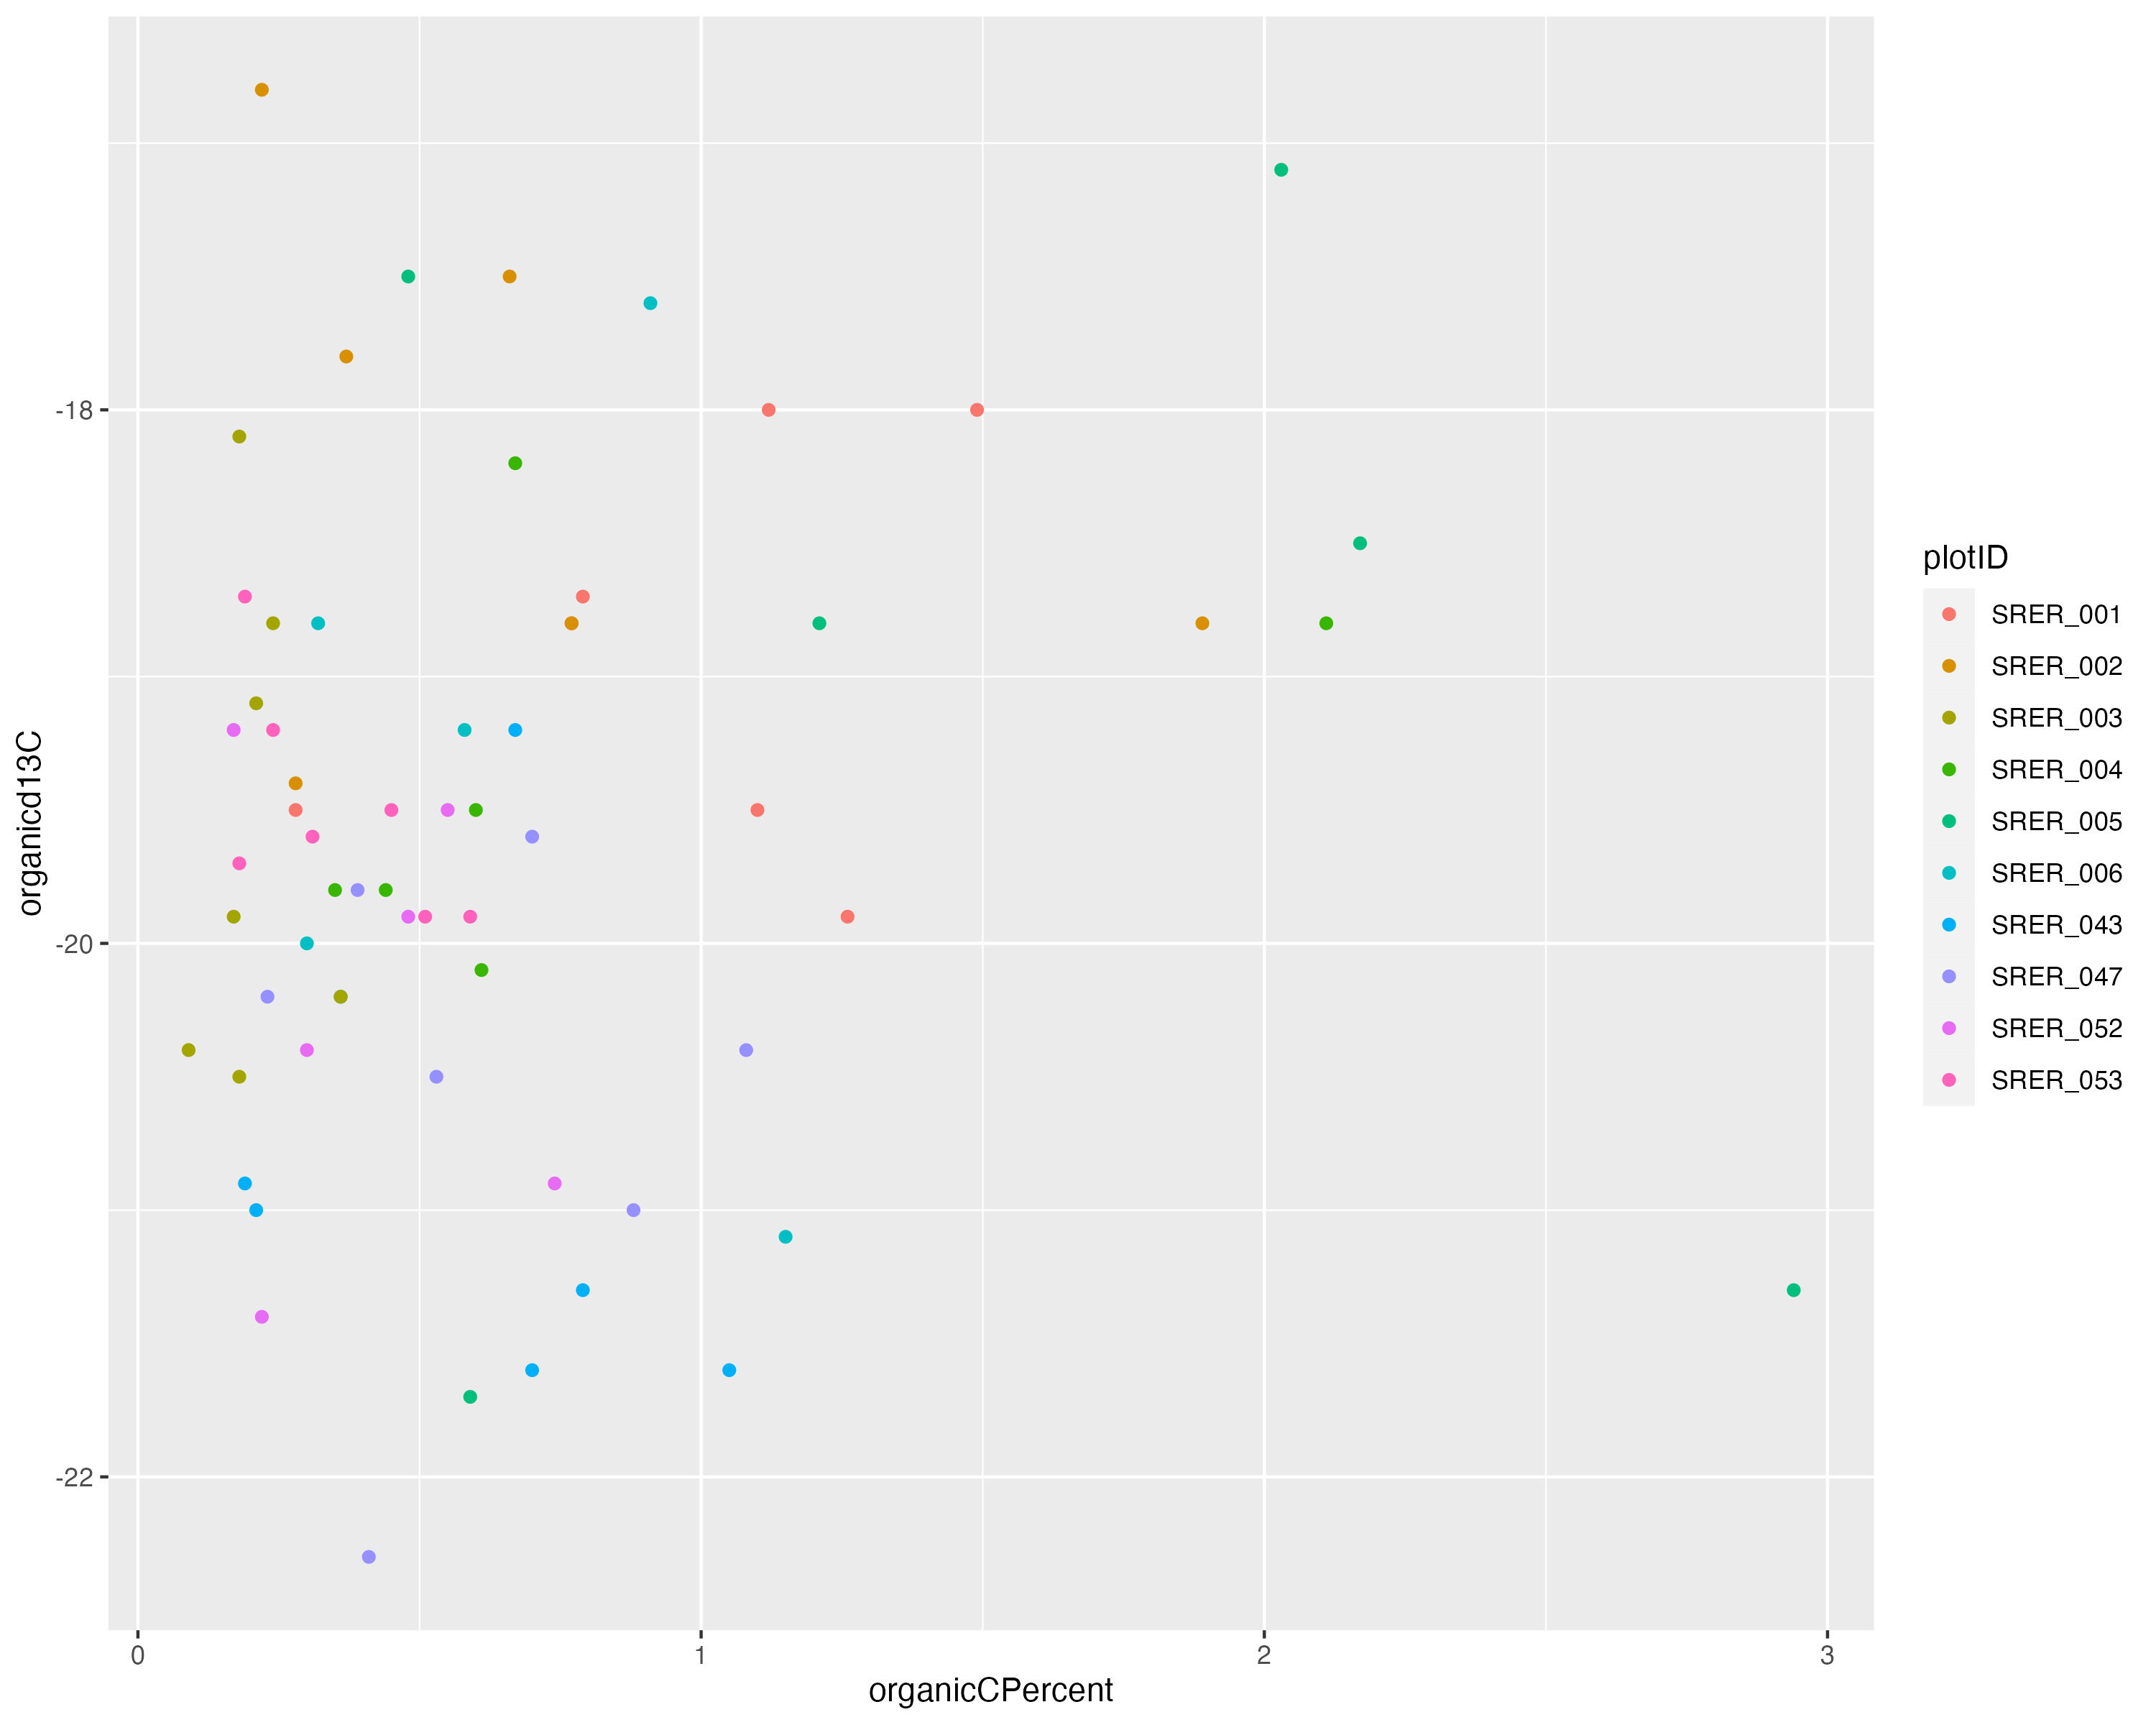 organicd13C
-18
-20
-22
0 1 2 3
organicCPercent
plotID
SRER_001
SRER_002
SRER_003
SRER_004
SRER_005
SRER_006
SRER_043
SRER_047
SRER_052
SRER_053